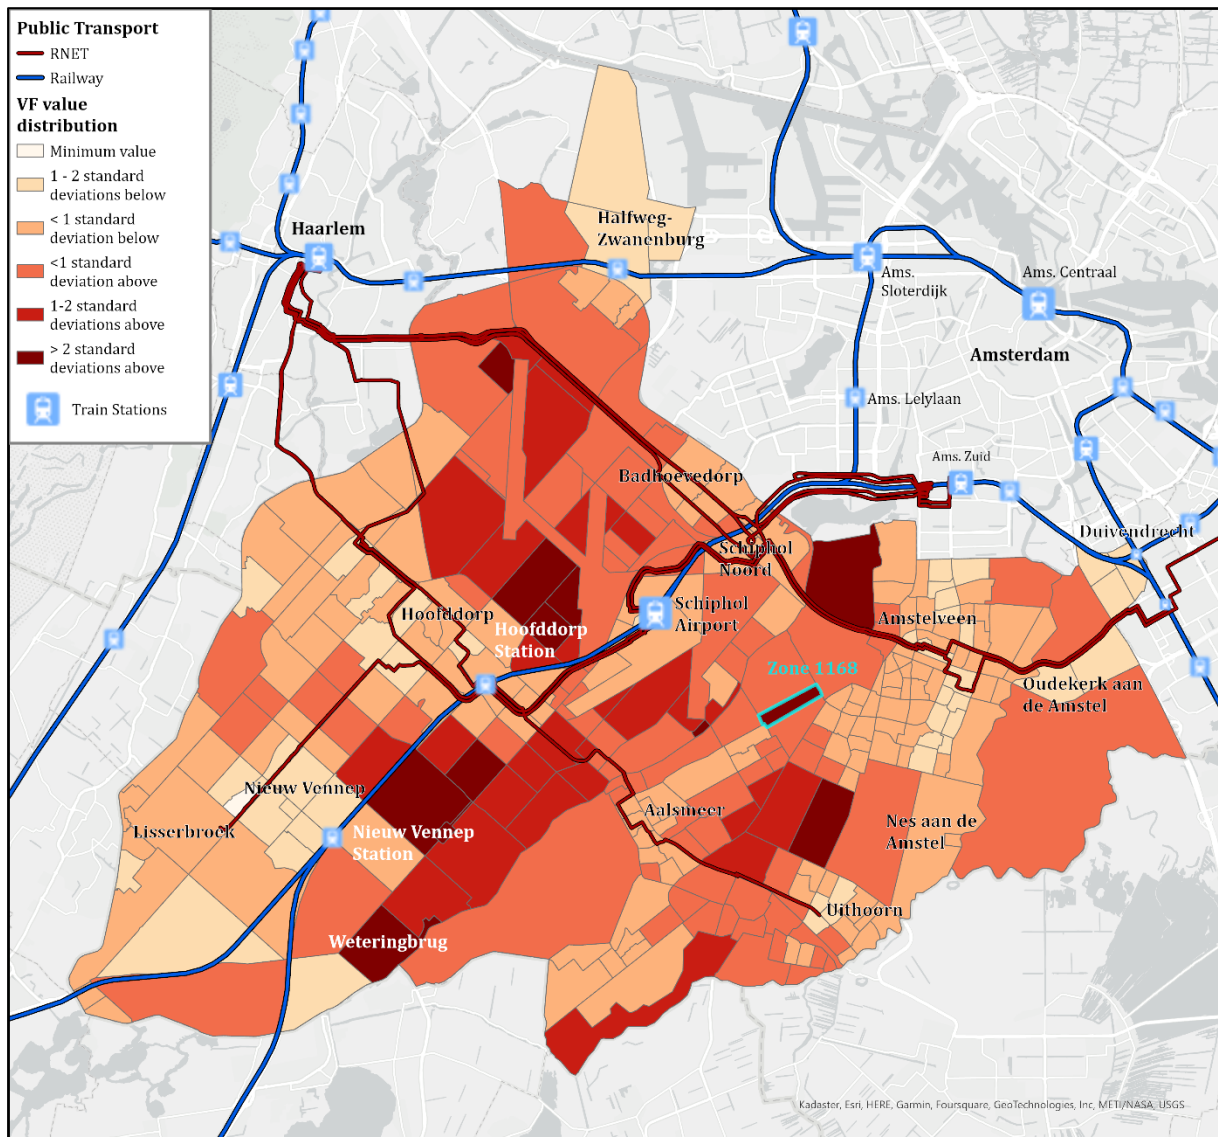 Public Transport
RNET
Railway
VF value
distribution
Minimum value
1 - 2 standard
deviations below
< 1 standard
deviation below
<1 standard
deviation above
1-2 standard
deviations above
> 2 standard
deviations above
Train Stations
Haarlem
Halfweg-
Zwanenburg
Ams.
Sloterdijk
Ams. Centraal
Amsterdam
Ams. Lelylaan
Ams. Zuid
Badhoevedorp
Duivendrecht
Schiphol
Noord
Schiphol
Airport
Hoofddorp
Hoofddorp
Station
Amstelveen
Zone 1168
Oudekerk aan
de Amstel
Nieuw Vennep
Lisserbroek
Nieuw Vennep
Station
Aalsmeer
Nes aan de
Amstel
Uithoorn
Weteringbrug
Kadaster, Esri, HERE, Garmin, Foursquare, GeoTechnologies, Inc, METI/NASA, USGS